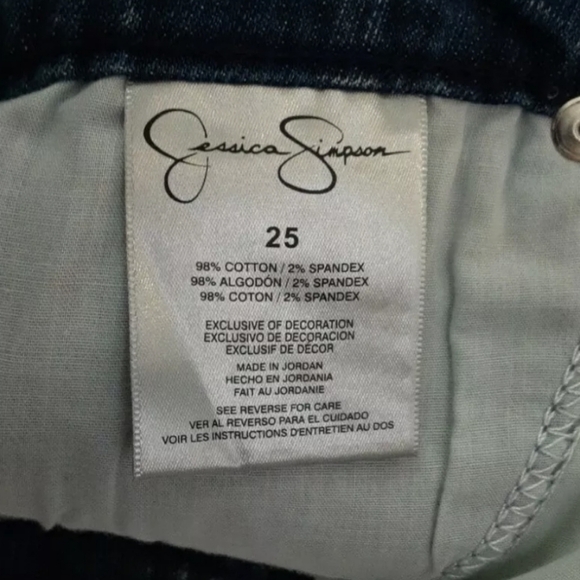 Jessica Simpson
25
98% COTTON / 2% SPANDEX
98% ALGODÓN / 2% SPANDEX
98% COTON / 2% SPANDEX
EXCLUSIVE OF DECORATION
EXCLUSIVO DE DECORACION
EXCLUSIF DE DÉCOR
MADE IN JORDAN
HECHO EN JORDANIA
FAIT AU JORDANIE
SEE REVERSE FOR CARE
VER AL REVERSO PARA EL CUIDADO
VOIR LES INSTRUCTIONS D'ENTRETIEN AU DOS